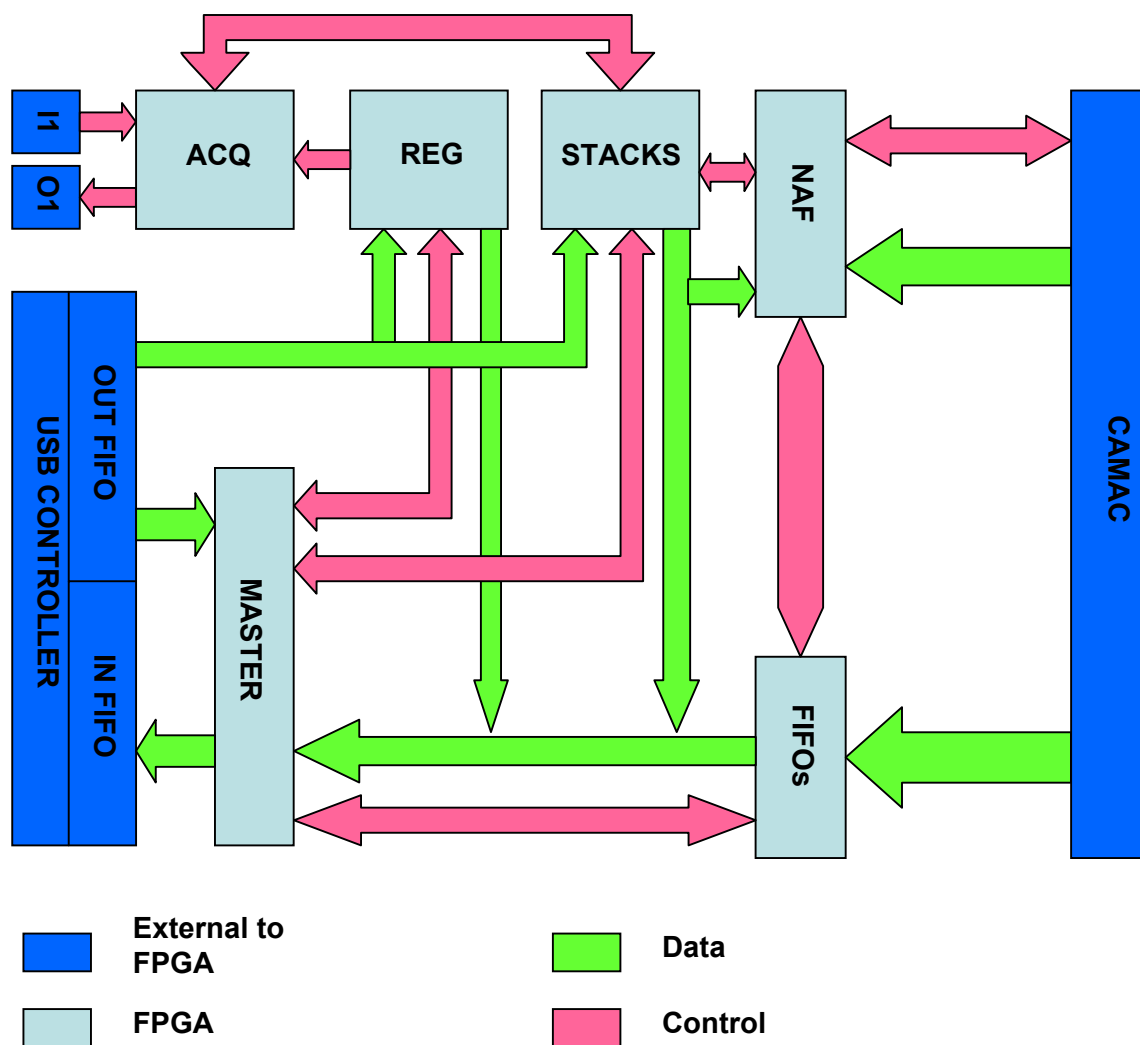 I1
O1
ACQ
REG
STACKS
NAF
CAMAC
USB CONTROLLER
OUT FIFO
IN FIFO
MASTER
FIFOs
External to
FPGA
Data
FPGA
Control